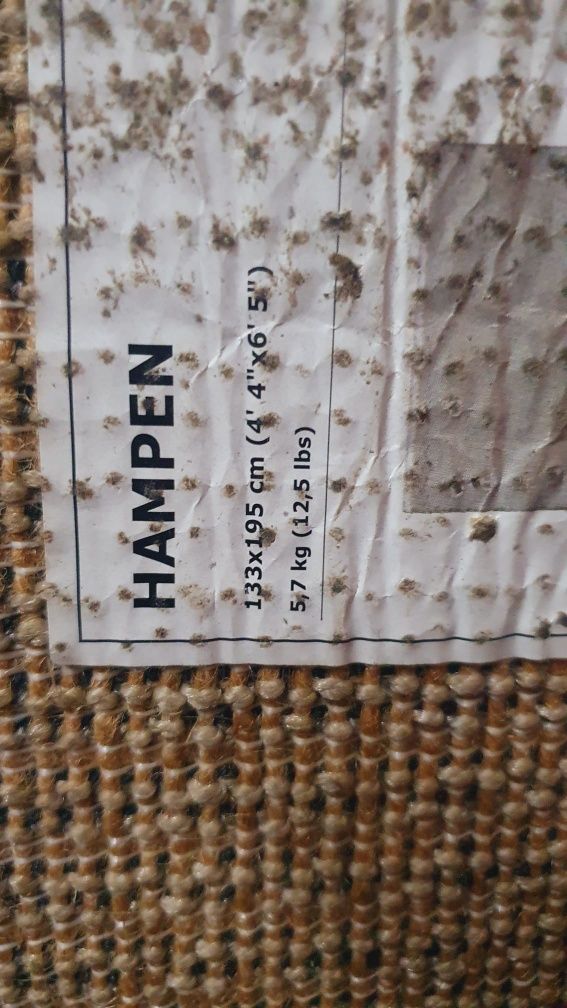 HAMPEN
133x195 cm (4' 4"x6' 5")
5,7 kg (12,5 lbs)